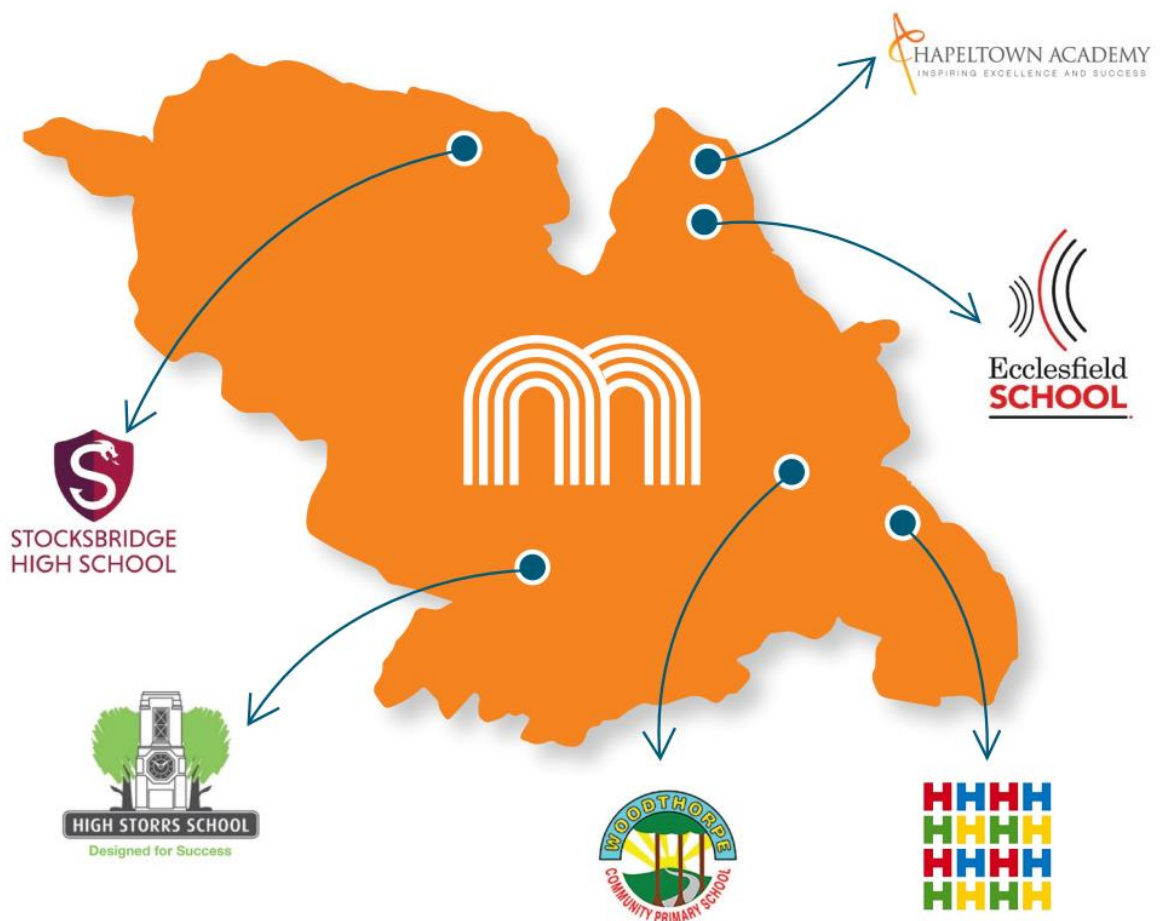 CHAPELTOWN ACADEMY
INSPIRING EXCELLENCE AND SUCCESS
Ecclesfield
SCHOOL
S
STOCKSBRIDGE
HIGH SCHOOL
HIGH STORRS SCHOOL
Designed for Success
WOODTHORPE
COMMUNITY PRIMARY SCHOOL
HHHH
HHHH
HHHH
HHHH